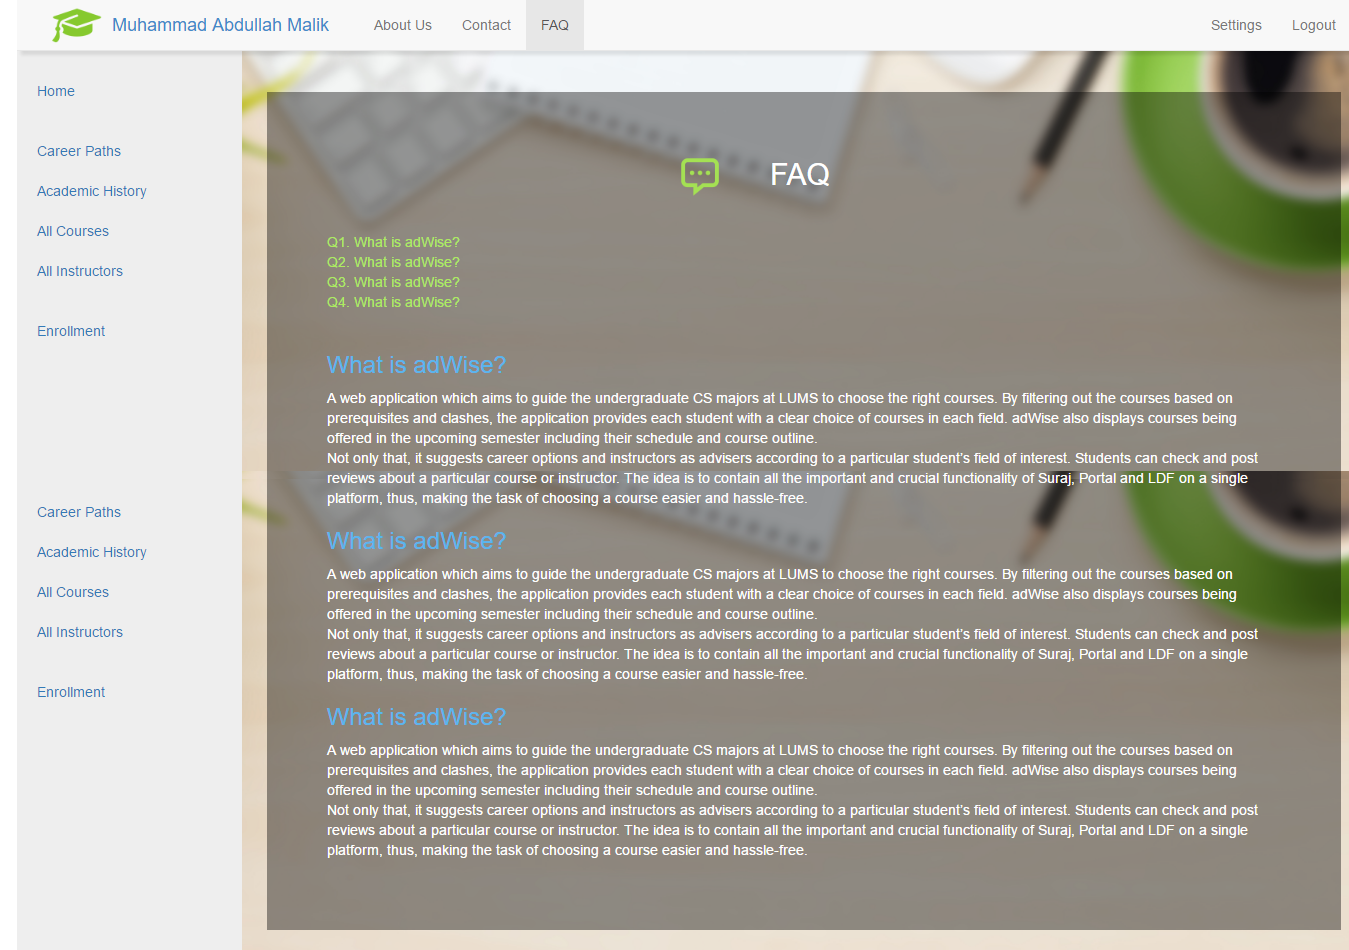 Muhammad Abdullah Malik About Us Contact FAQ Settings Logout
Home
Career Paths
Academic History
All Courses
All Instructors
Enrollment
Career Paths
Academic History
All Courses
All Instructors
Enrollment
FAQ
Q1. What is adWise?
Q2. What is adWise?
Q3. What is adWise?
Q4. What is adWise?
What is adWise?
A web application which aims to guide the undergraduate CS majors at LUMS to choose the right courses. By filtering out the courses based on
prerequisites and clashes, the application provides each student with a clear choice of courses in each field. adWise also displays courses being
offered in the upcoming semester including their schedule and course outline.
Not only that, it suggests career options and instructors as advisers according to a particular student's field of interest. Students can check and post
reviews about a particular course or instructor. The idea is to contain all the important and crucial functionality of Suraj, Portal and LDF on a single
platform, thus, making the task of choosing a course easier and hassle-free.
What is adWise?
A web application which aims to guide the undergraduate CS majors at LUMS to choose the right courses. By filtering out the courses based on
prerequisites and clashes, the application provides each student with a clear choice of courses in each field. adWise also displays courses being
offered in the upcoming semester including their schedule and course outline.
Not only that, it suggests career options and instructors as advisers according to a particular student's field of interest. Students can check and post
reviews about a particular course or instructor. The idea is to contain all the important and crucial functionality of Suraj, Portal and LDF on a single
platform, thus, making the task of choosing a course easier and hassle-free.
What is adWise?
A web application which aims to guide the undergraduate CS majors at LUMS to choose the right courses. By filtering out the courses based on
prerequisites and clashes, the application provides each student with a clear choice of courses in each field. adWise also displays courses being
offered in the upcoming semester including their schedule and course outline.
Not only that, it suggests career options and instructors as advisers according to a particular student's field of interest. Students can check and post
reviews about a particular course or instructor. The idea is to contain all the important and crucial functionality of Suraj, Portal and LDF on a single
platform, thus, making the task of choosing a course easier and hassle-free.